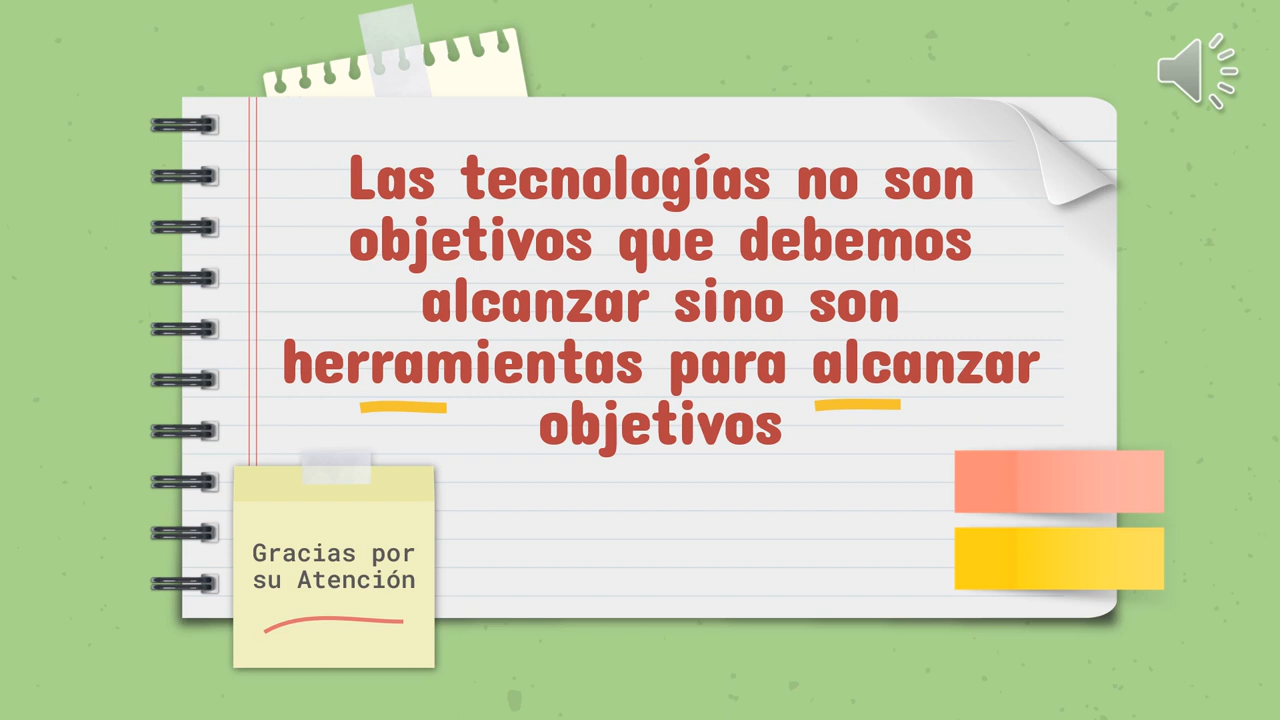 Las tecnologías no son
objetivos que debemos
alcanzar sino son
herramientas para alcanzar
objetivos
Gracias por
su Atención